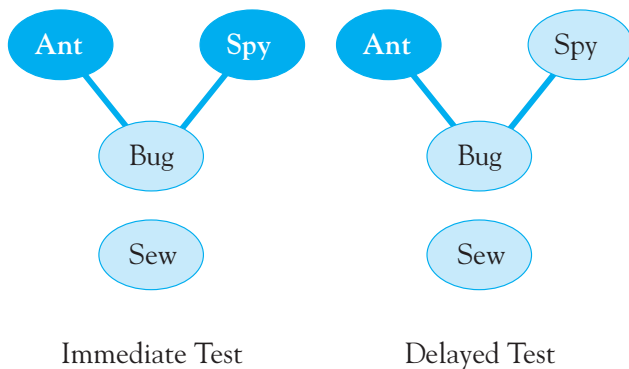 Ant Spy Ant Spy
Bug Bug
Sew Sew
Immediate Test Delayed Test